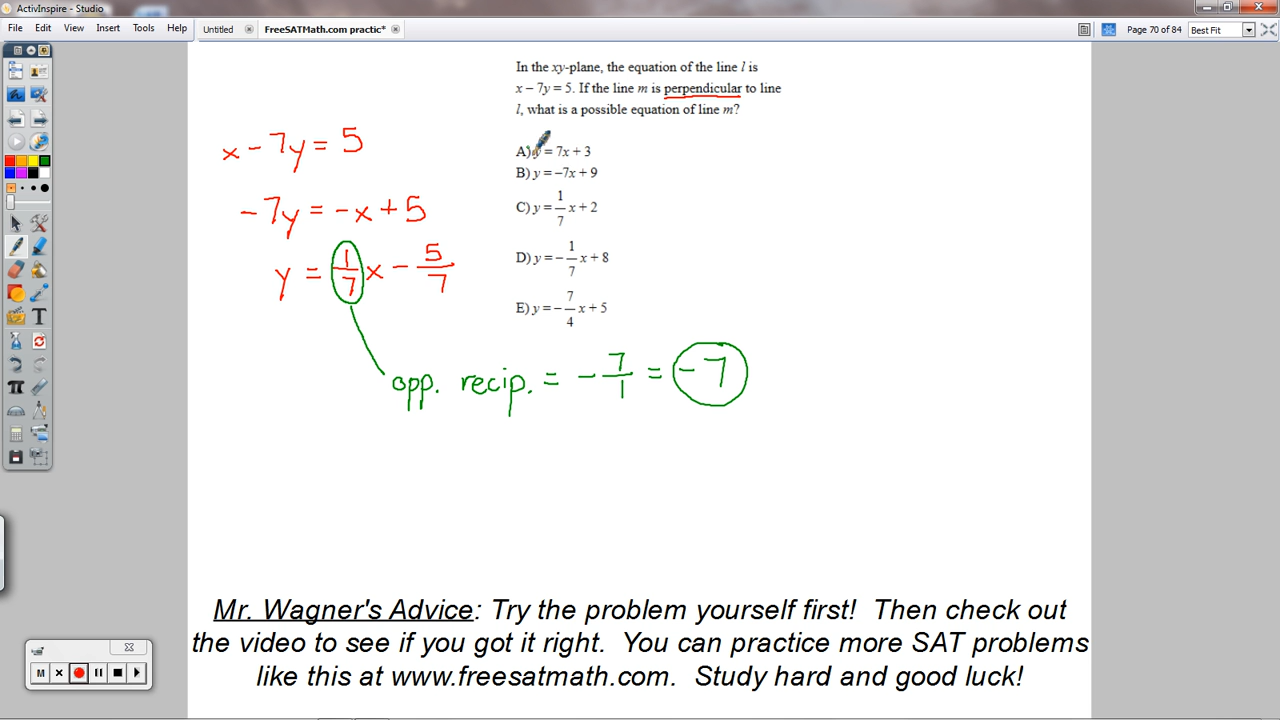 ActivInspire - Studio
File Edit View Insert Tools Help
Untitled FreeSATMath.com practic* Page 70 of 84 Best Fit
In the xy-plane, the equation of the line l is
x − 7y = 5. If the line m is perpendicular to line
l, what is a possible equation of line m?
A) y = 7x + 3
B) y = −7x + 9
C) y = 1/7 x + 2
D) y = − 1/7 x + 8
E) y = − 7/4 x + 5
x - 7y = 5
-7y = -x + 5
y = 1/7 x - 5/7
opp. recip. = - 7/1 = -7
Mr. Wagner's Advice: Try the problem yourself first! Then check out
the video to see if you got it right. You can practice more SAT problems
like this at www.freesatmath.com. Study hard and good luck!
M